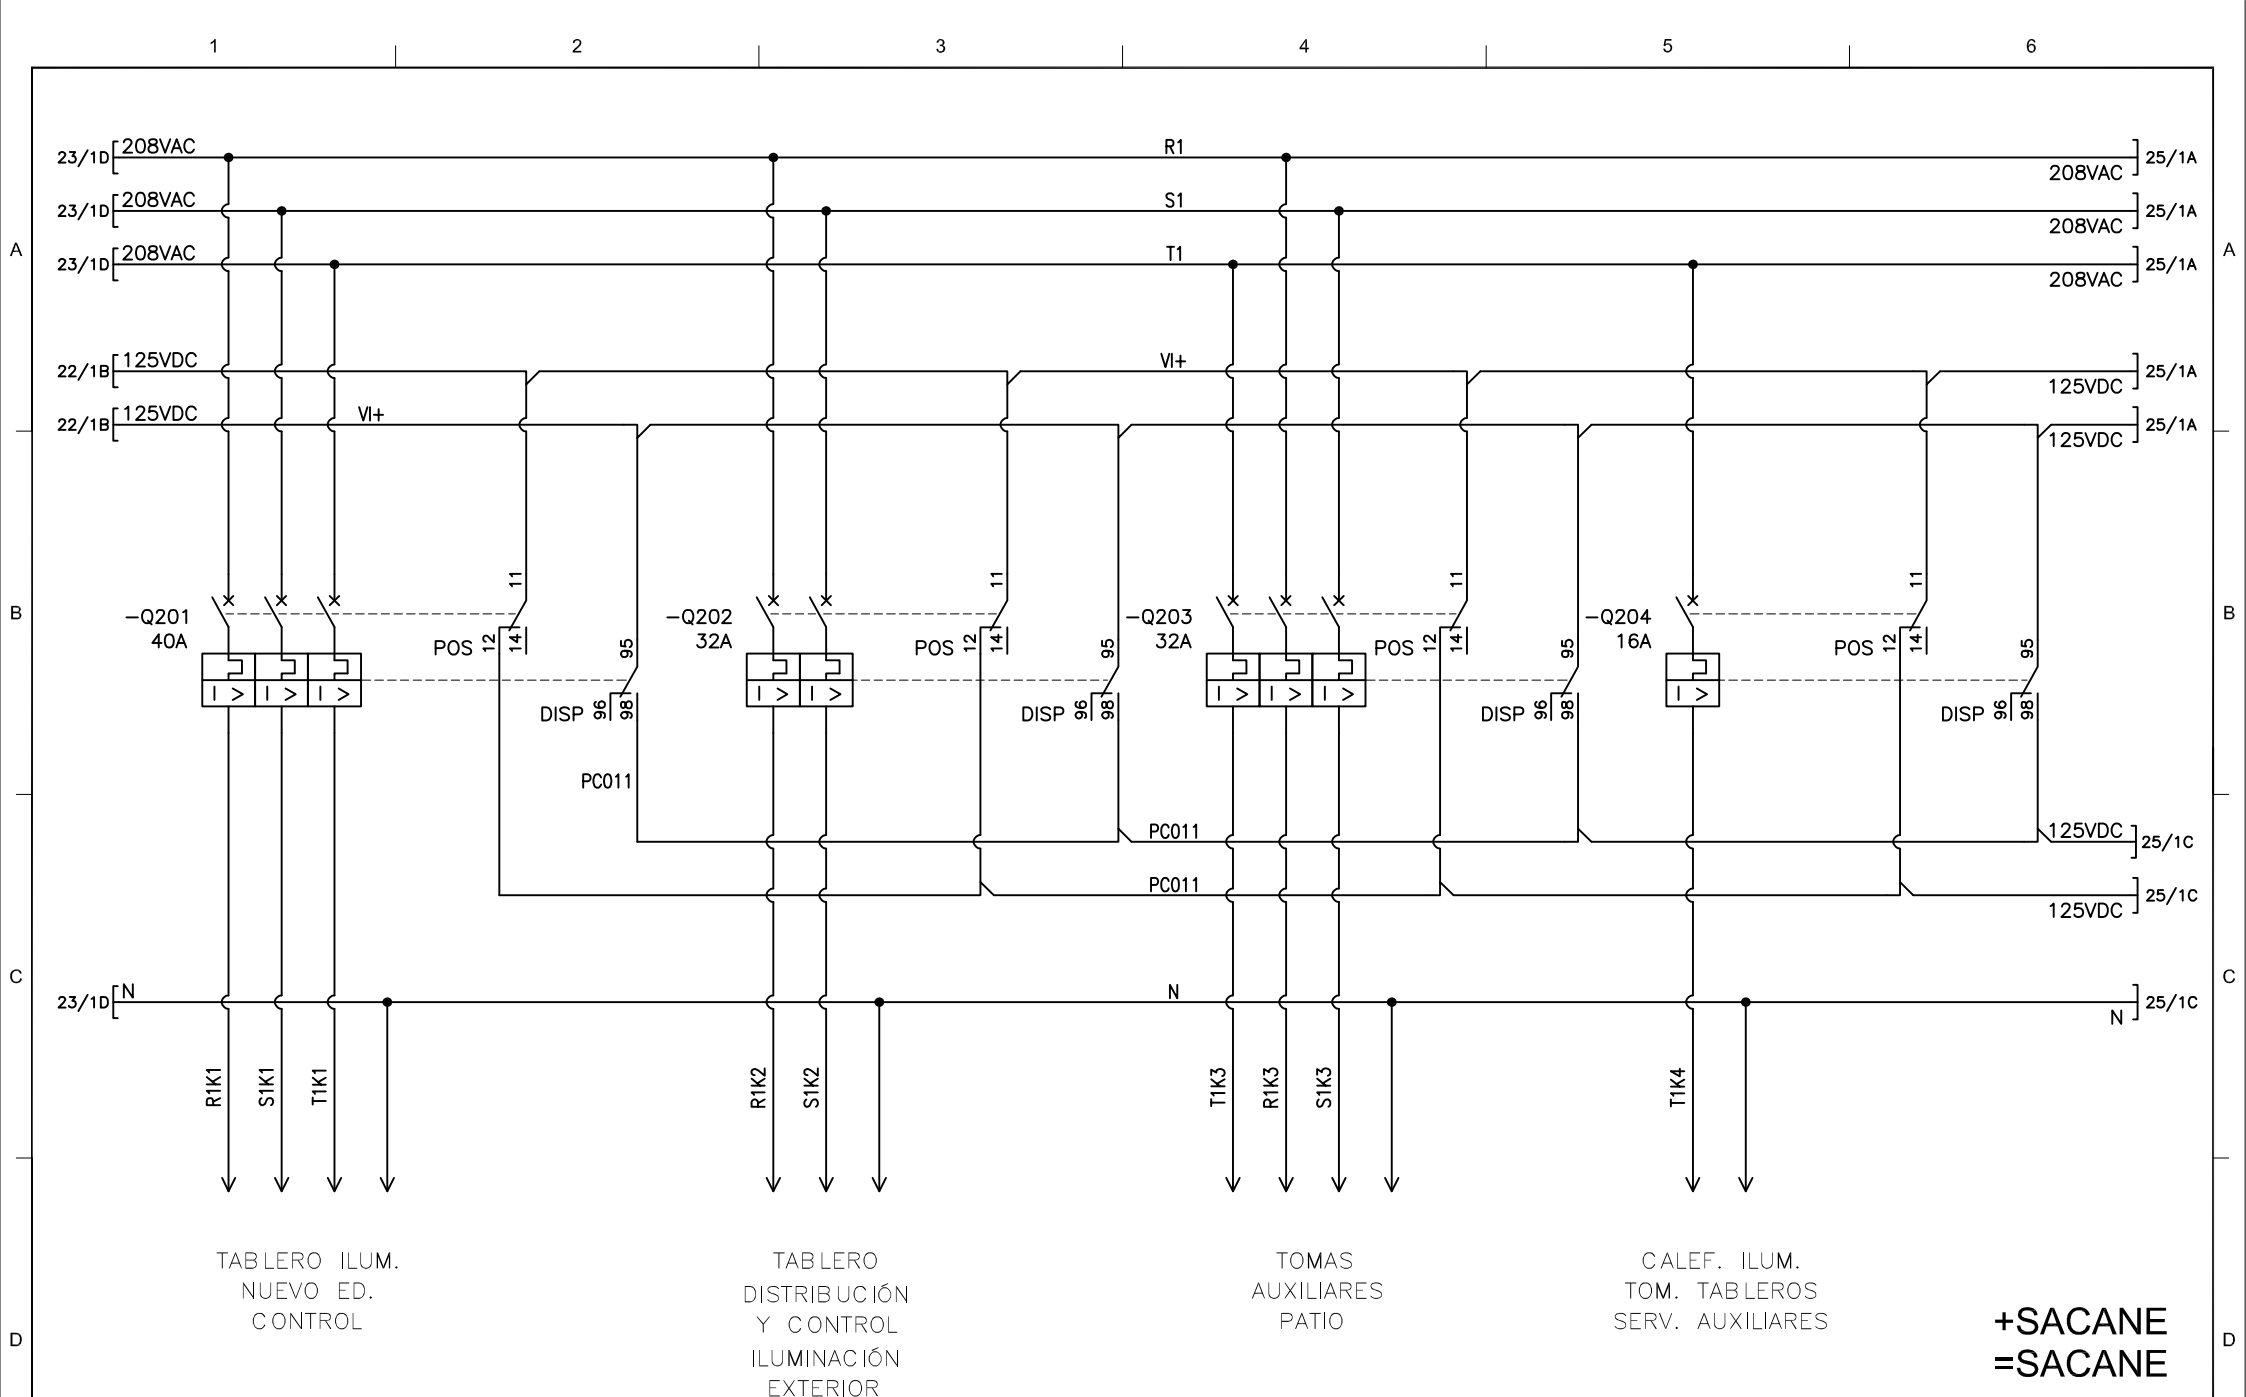 1 2 3 4 5 6
23/1D 208VAC R1 208VAC 25/1A
23/1D 208VAC S1 208VAC 25/1A
A A
23/1D 208VAC T1 208VAC 25/1A
22/1B 125VDC VI+ 125VDC 25/1A
22/1B 125VDC VI+ 125VDC 25/1A
11 11 11 11
B B
-Q201 -Q202 -Q203 -Q204
40A 32A 32A 16A
POS 12 14 95 POS 12 14 95 POS 12 14 95 POS 12 14 95
I > I > I > I > I > I > I > I > I >
DISP 96 98 DISP 96 98 DISP 96 98 DISP 96 98
PC011
PC011 125VDC 25/1C
PC011 125VDC 25/1C
C C
23/1D N N N 25/1C
R1K1 S1K1 T1K1 R1K2 S1K2 T1K3 R1K3 S1K3 T1K4
TABLERO ILUM.
NUEVO ED.
CONTROL
TABLERO
DISTRIBUCIÓN
Y CONTROL
ILUMINACIÓN
EXTERIOR
TOMAS
AUXILIARES
PATIO
CALEF. ILUM.
TOM. TABLEROS
SERV. AUXILIARES
D D
+SACANE
=SACANE